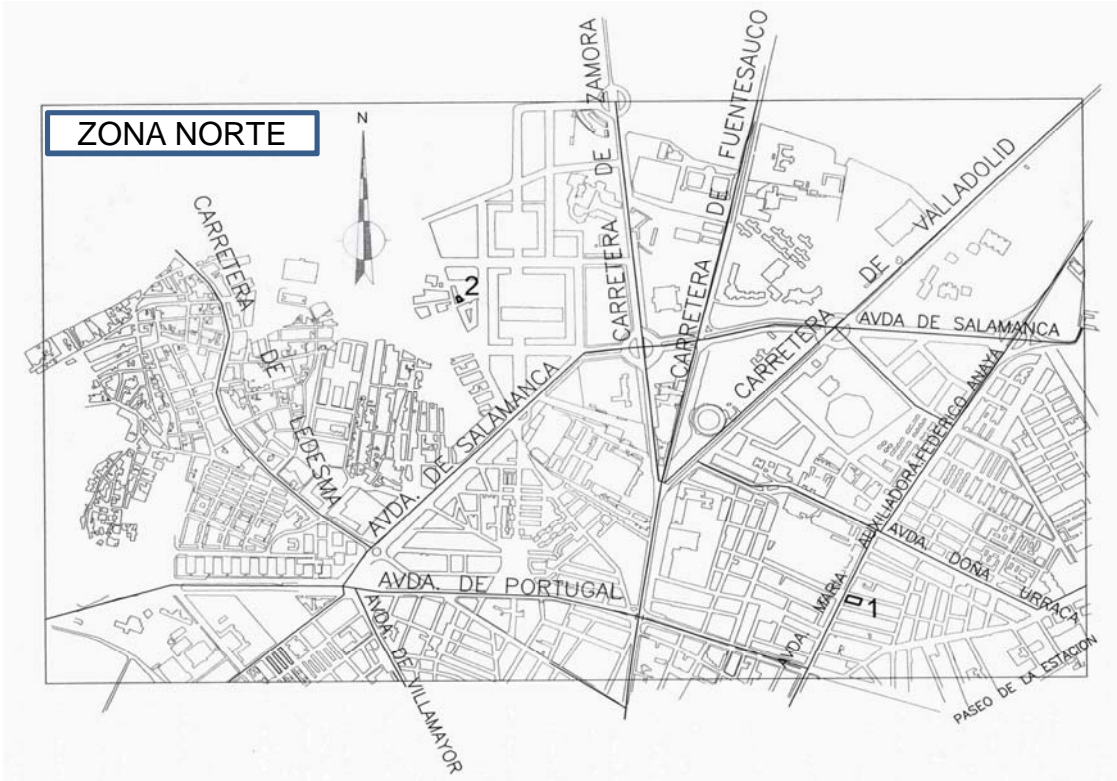 ZONA NORTE
N
CARRETERA DE ZAMORA
CARRETERA DE FUENTESAUCO
CARRETERA DE VALLADOLID
CARRETERA DE LEDESMA
2
AVDA DE SALAMANCA
AVDA. DE SALAMANCA
AVDA. DE PORTUGAL
AVDA. DE VILLAMAYOR
AVDA. MARIA AUXILIADORA
FEDERICO ANAYA
AVDA. DOÑA URRACA
1
PASEO DE LA ESTACION